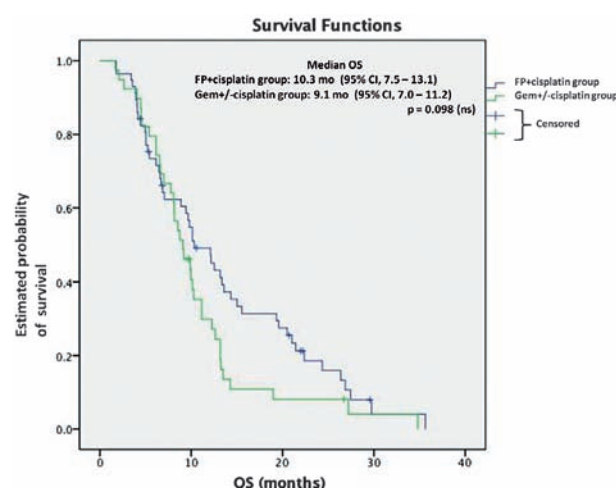 Survival Functions
Median OS
FP+cisplatin group: 10.3 mo (95% CI, 7.5 – 13.1)
Gem+/-cisplatin group: 9.1 mo (95% CI, 7.0 – 11.2)
p = 0.098 (ns)
FP+cisplatin group
Gem+/-cisplatin group
Censored
Estimated probability
of survival
1.0
0.8
0.6
0.4
0.2
0.0
0
10
20
30
40
OS (months)